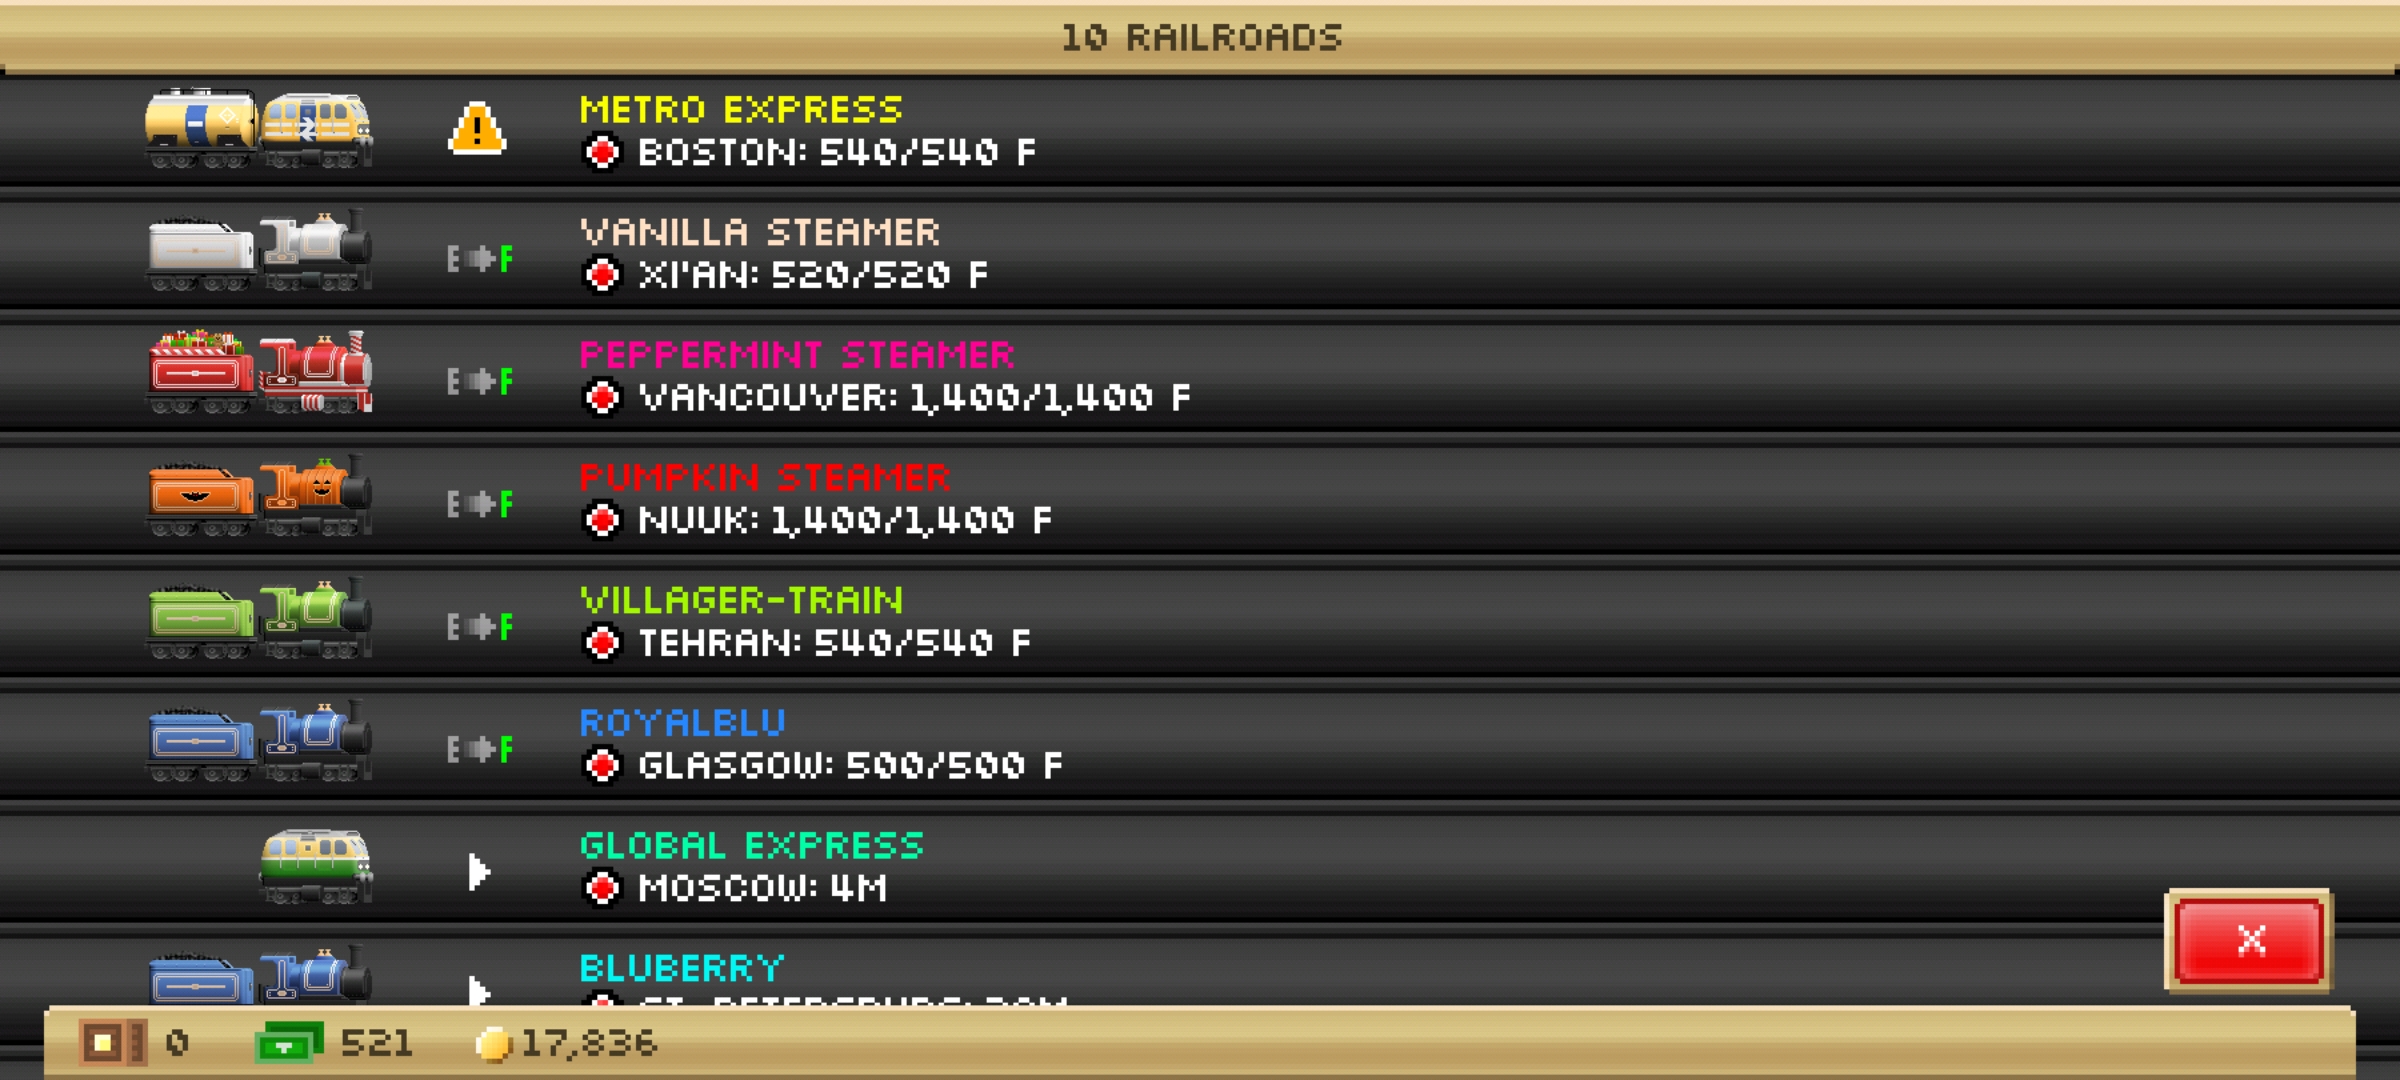 10 RAILROADS
METRO EXPRESS
BOSTON: 540/540 F
VANILLA STEAMER
E F
XI'AN: 520/520 F
PEPPERMINT STEAMER
E F
VANCOUVER: 1,400/1,400 F
PUMPKIN STEAMER
E F
NUUK: 1,400/1,400 F
VILLAGER-TRAIN
E F
TEHRAN: 540/540 F
ROYALBLU
E F
GLASGOW: 500/500 F
GLOBAL EXPRESS
MOSCOW: 4M
BLUBERRY
X
0 521 17,836